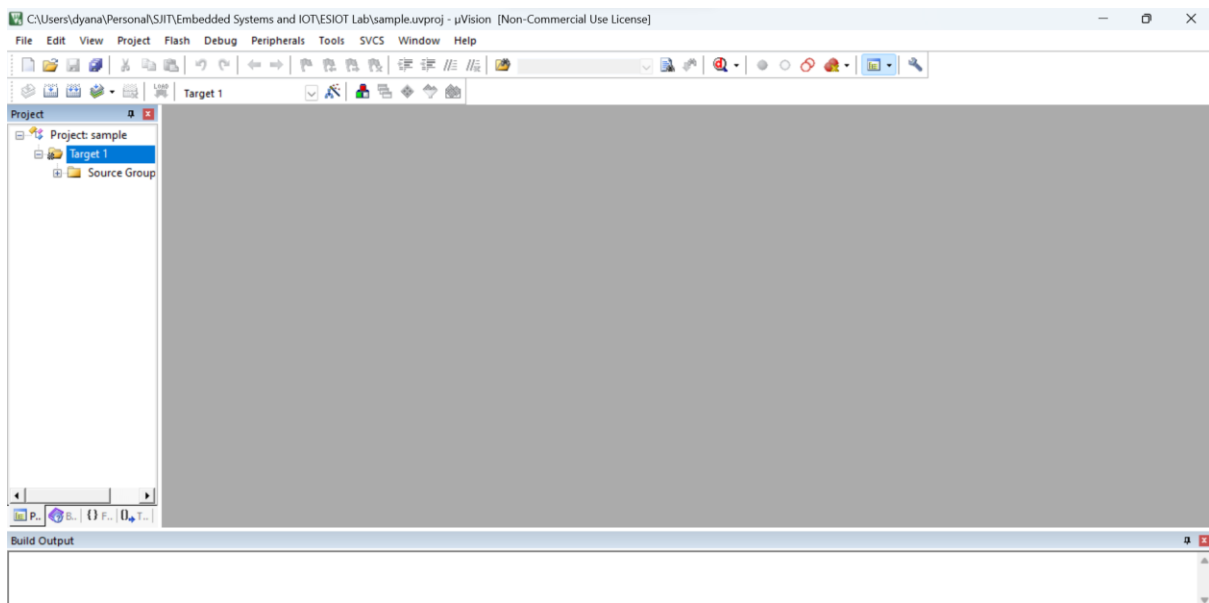 C:\Users\dyana\Personal\SJIT\Embedded Systems and IOT\ESIOT Lab\sample.uvproj - µVision [Non-Commercial Use License]
File Edit View Project Flash Debug Peripherals Tools SVCS Window Help
LOAD Target 1
Project
Project: sample
Target 1
Source Group
P... B... {} F... 0 T...
Build Output